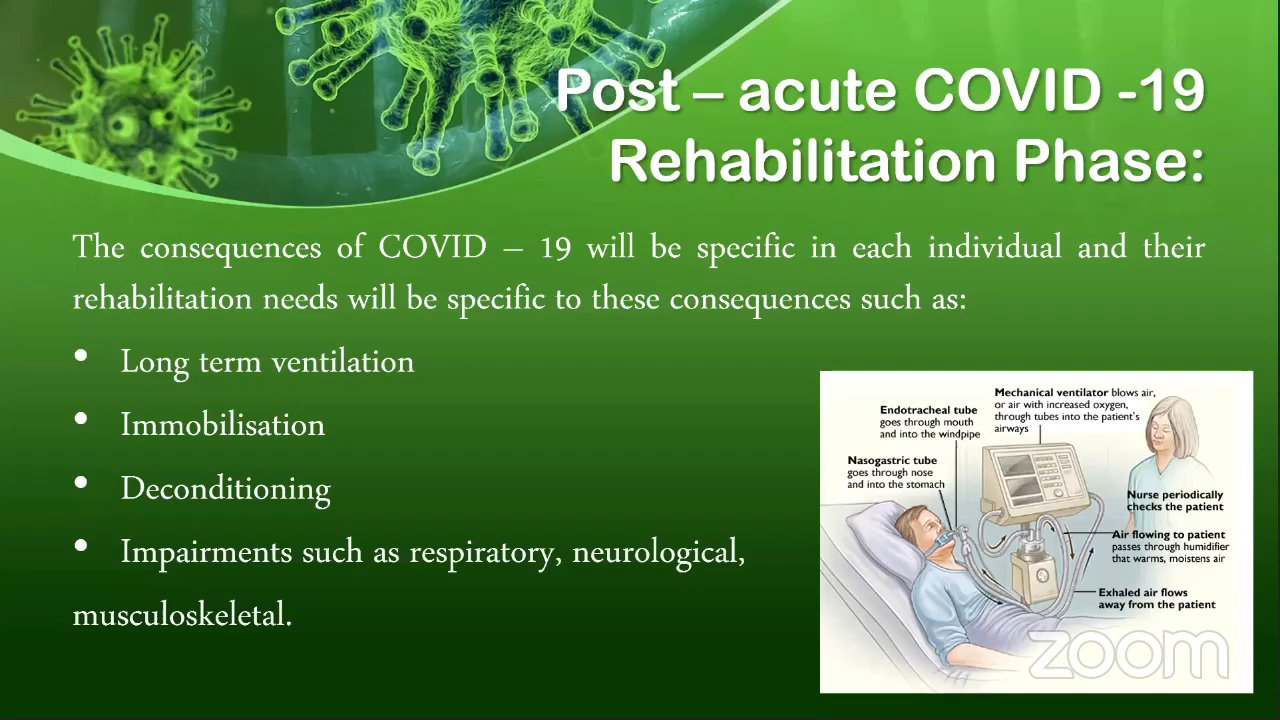 Post – acute COVID -19
Rehabilitation Phase:
The consequences of COVID – 19 will be specific in each individual and their
rehabilitation needs will be specific to these consequences such as:
• Long term ventilation
• Immobilisation
• Deconditioning
• Impairments such as respiratory, neurological,
musculoskeletal.
Mechanical ventilator blows air,
or air with increased oxygen,
through tubes into the patient's
airways
Endotracheal tube
goes through mouth
and into the windpipe
Nasogastric tube
goes through nose
and into the stomach
Nurse periodically
checks the patient
Air flowing to patient
passes through humidifier
that warms, moistens air
Exhaled air flows
away from the patient
zoom